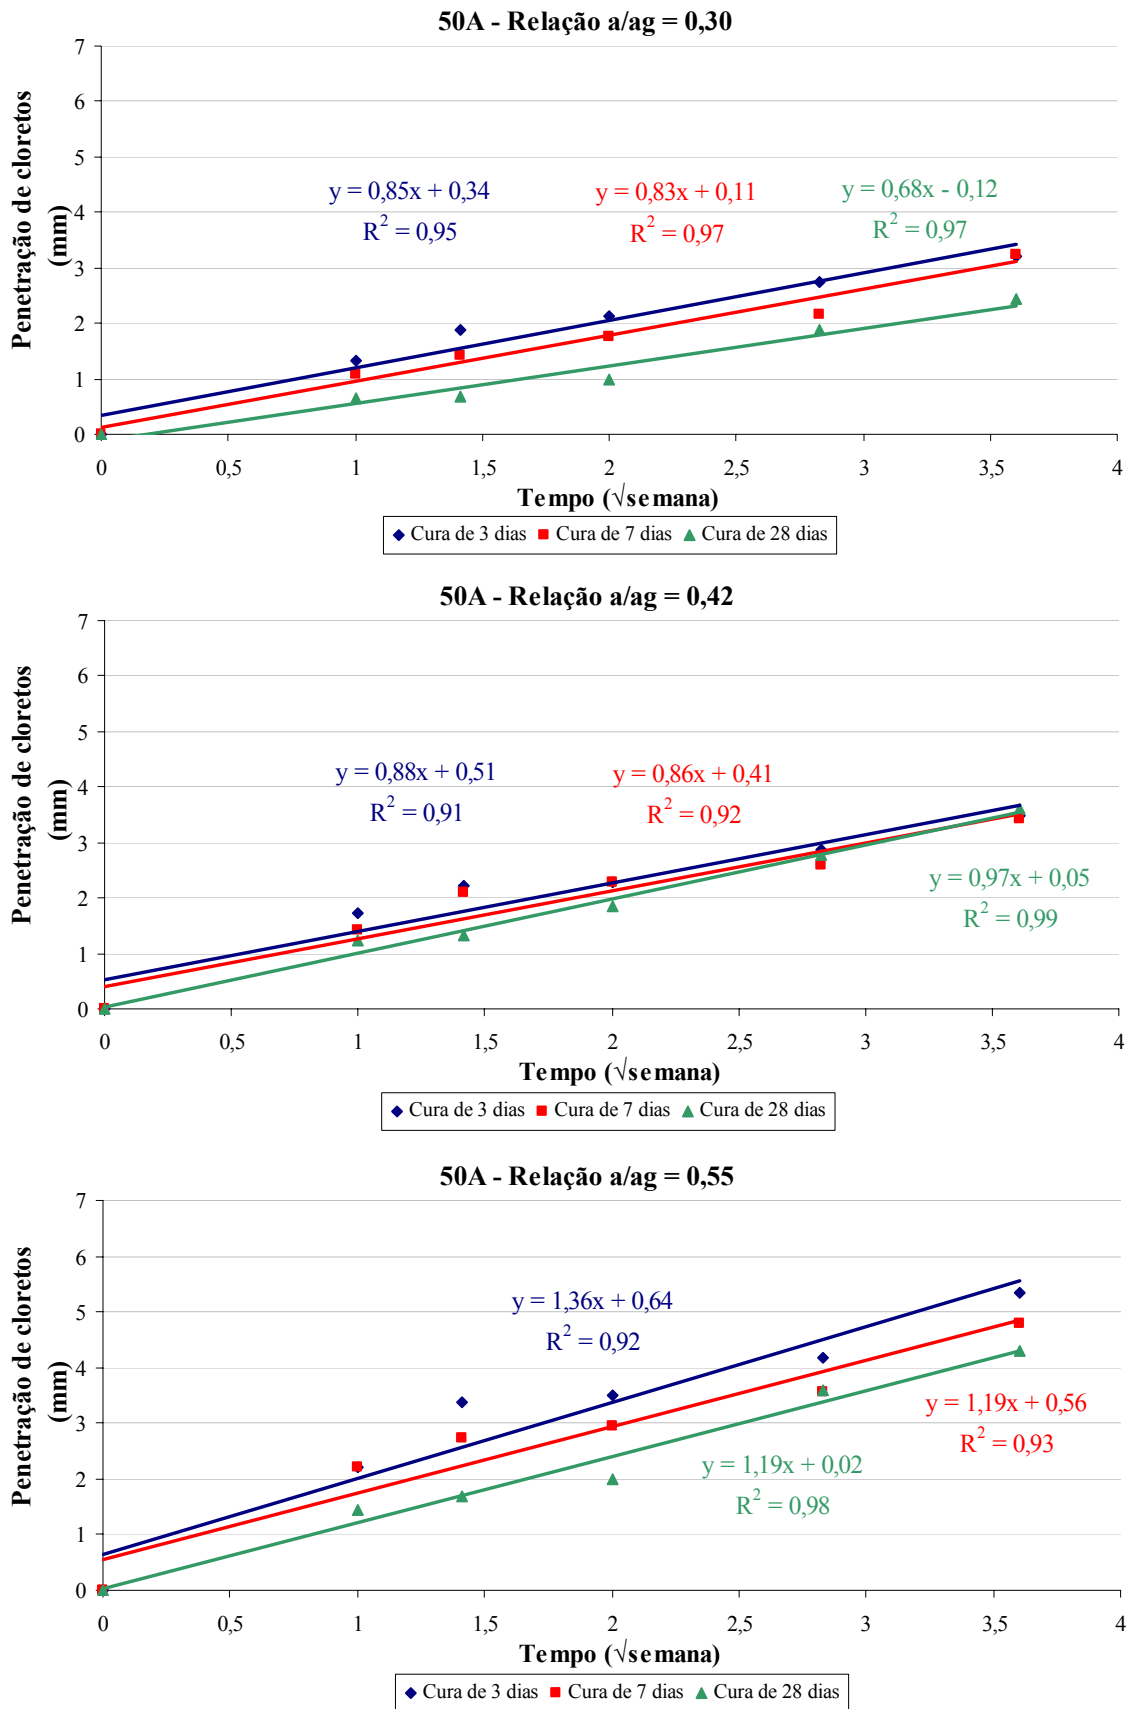 50A - Relação a/ag = 0,30
7
6
5
4
3
2
1
0
Penetração de cloretos
(mm)
y = 0,85x + 0,34
R² = 0,95
y = 0,83x + 0,11
R² = 0,97
y = 0,68x - 0,12
R² = 0,97
0 0,5 1 1,5 2 2,5 3 3,5 4
Tempo (√semana)
Cura de 3 dias Cura de 7 dias Cura de 28 dias
50A - Relação a/ag = 0,42
7
6
5
4
3
2
1
0
Penetração de cloretos
(mm)
y = 0,88x + 0,51
R² = 0,91
y = 0,86x + 0,41
R² = 0,92
y = 0,97x + 0,05
R² = 0,99
0 0,5 1 1,5 2 2,5 3 3,5 4
Tempo (√semana)
Cura de 3 dias Cura de 7 dias Cura de 28 dias
50A - Relação a/ag = 0,55
7
6
5
4
3
2
1
0
Penetração de cloretos
(mm)
y = 1,36x + 0,64
R² = 0,92
y = 1,19x + 0,56
R² = 0,93
y = 1,19x + 0,02
R² = 0,98
0 0,5 1 1,5 2 2,5 3 3,5 4
Tempo (√semana)
Cura de 3 dias Cura de 7 dias Cura de 28 dias